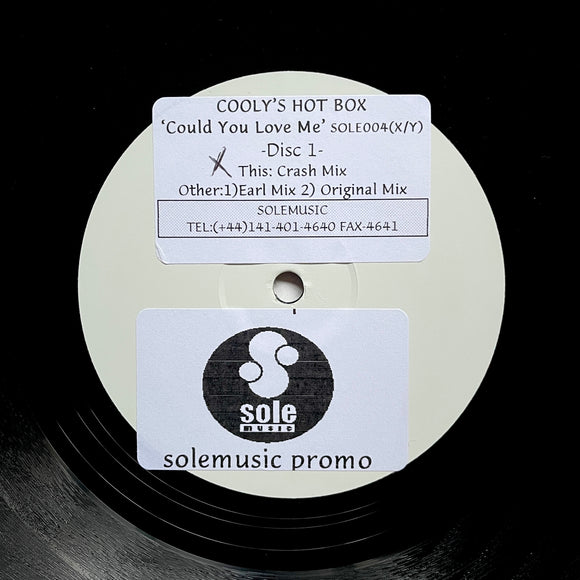 COOLY'S HOT BOX
‘Could You Love Me’ SOLE004(X/Y)
-Disc 1-
X This: Crash Mix
Other:1)Earl Mix 2) Original Mix
SOLEMUSIC
TEL:(+44)141-401-4640 FAX-4641
sole
MUSIC
solemusic promo